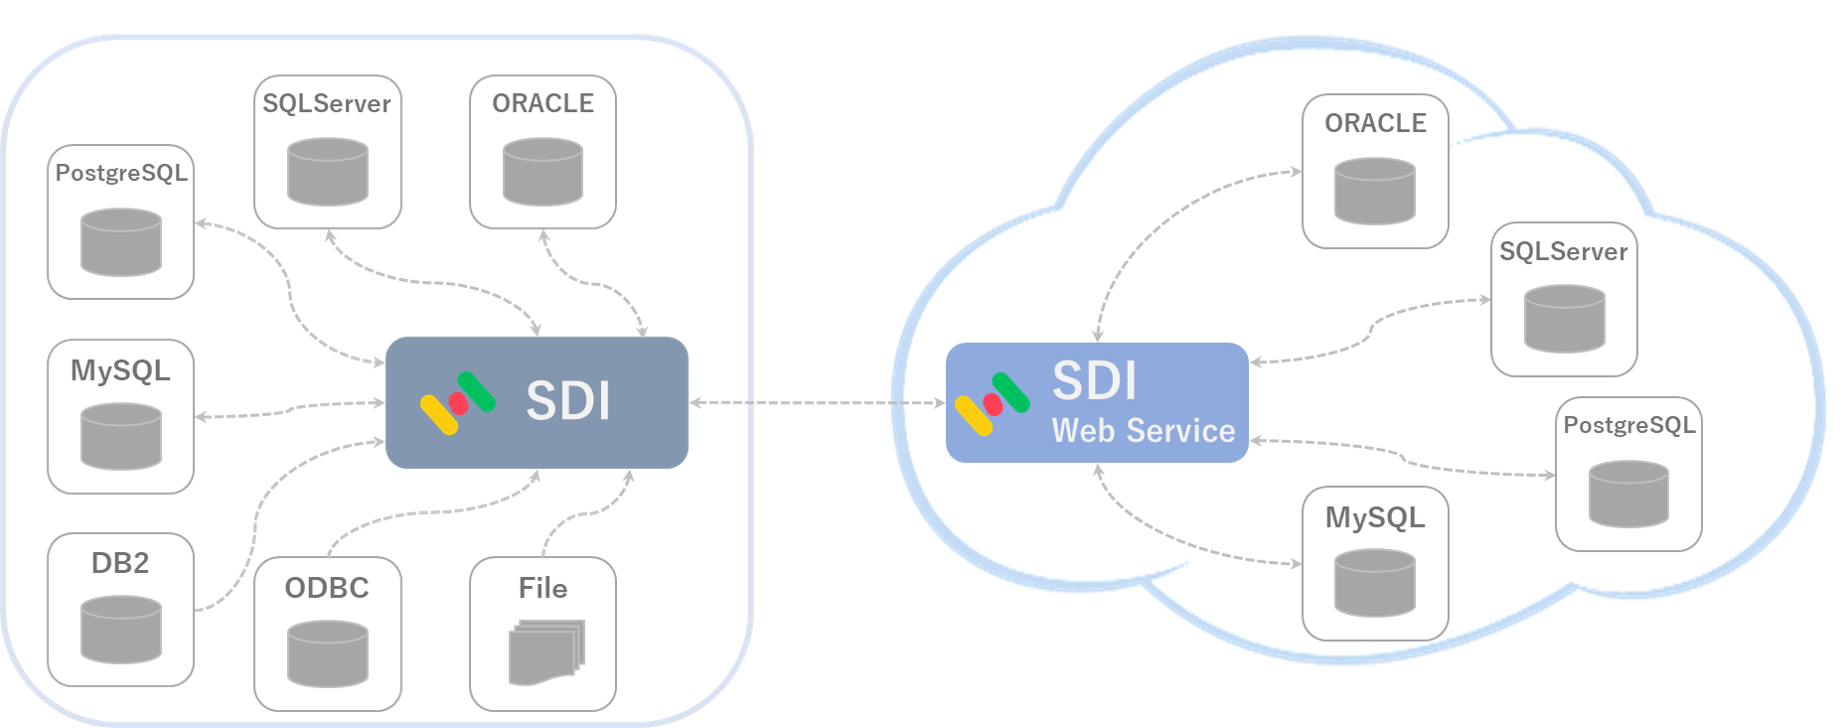 SQLServer
ORACLE
PostgreSQL
MySQL
SDI
DB2
ODBC
File
ORACLE
SQLServer
SDI
Web Service
PostgreSQL
MySQL